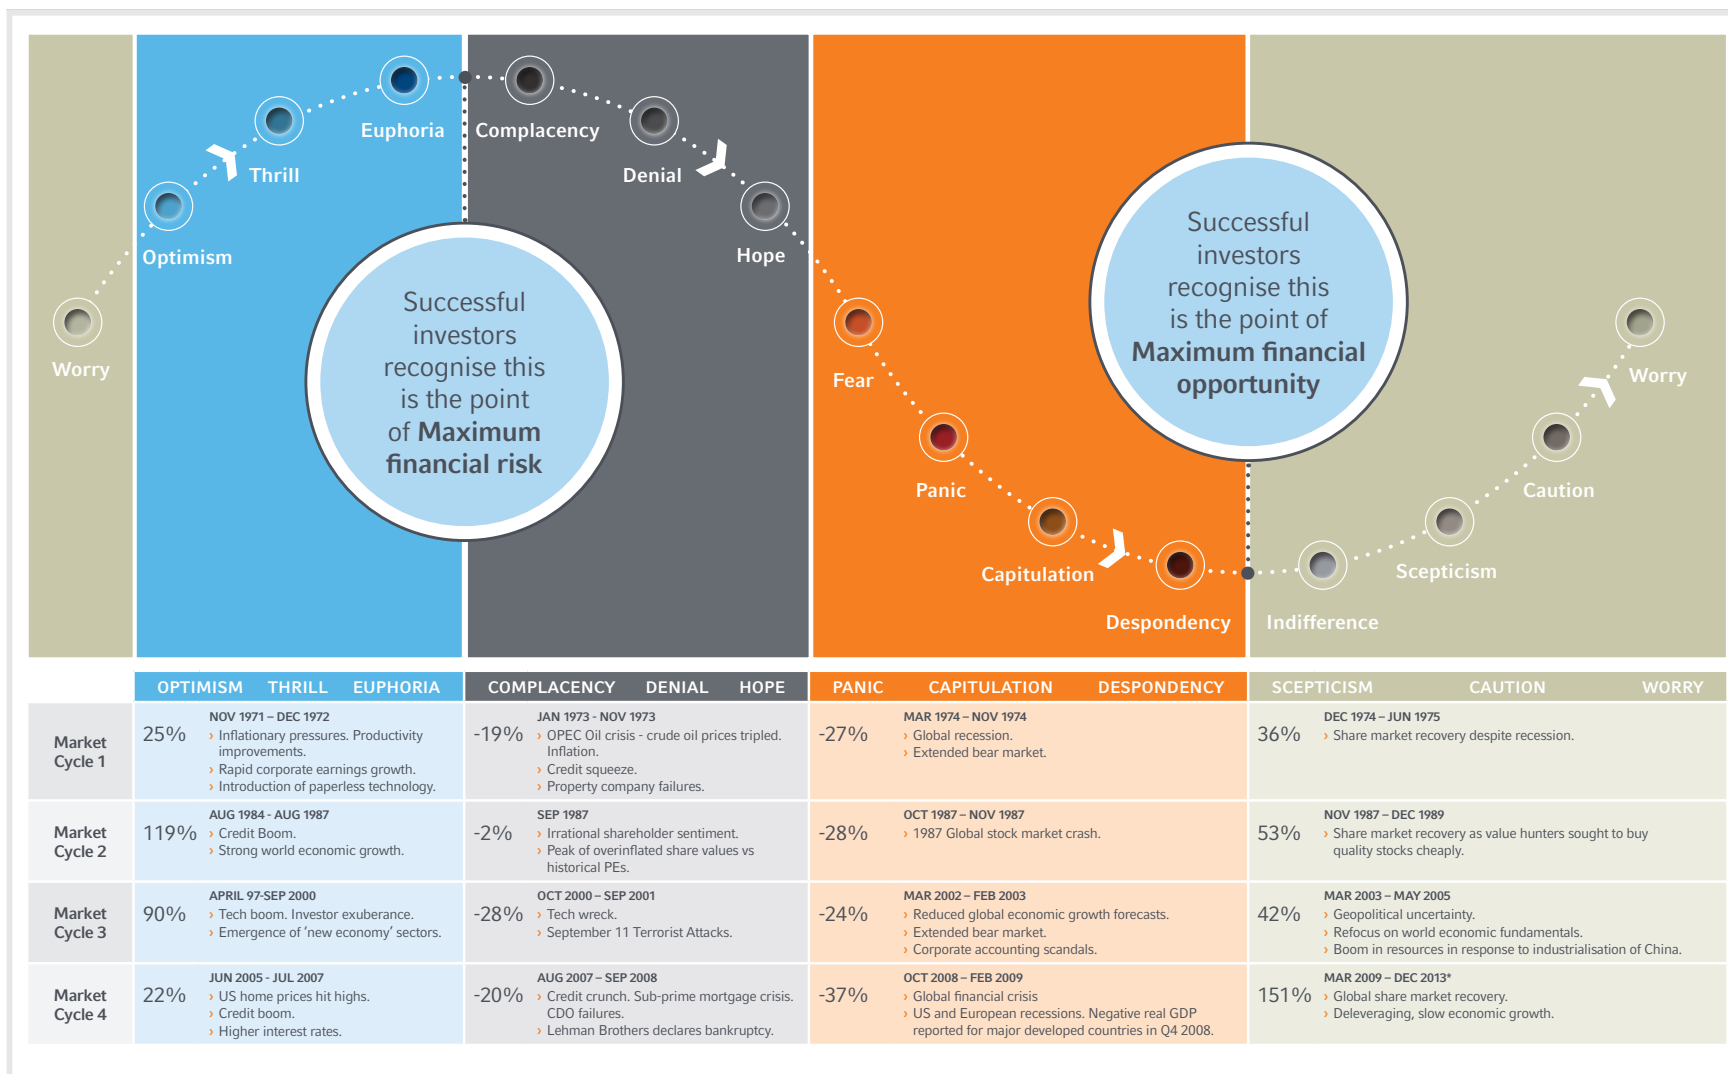 Euphoria
Complacency
Thrill
Denial
Optimism
Hope
Worry
Successful
investors
recognise this
is the point
of Maximum
financial risk
Fear
Panic
Capitulation
Despondency
Successful
investors
recognise this
is the point of
Maximum financial
opportunity
Indifference
Scepticism
Caution
Worry
OPTIMISM THRILL EUPHORIA
COMPLACENCY DENIAL HOPE
PANIC CAPITULATION DESPONDENCY
SCEPTICISM CAUTION WORRY
Market
Cycle 1
25%
NOV 1971 – DEC 1972
› Inflationary pressures. Productivity
improvements.
› Rapid corporate earnings growth.
› Introduction of paperless technology.
-19%
JAN 1973 - NOV 1973
› OPEC Oil crisis - crude oil prices tripled.
Inflation.
› Credit squeeze.
› Property company failures.
-27%
MAR 1974 – NOV 1974
› Global recession.
› Extended bear market.
36%
DEC 1974 – JUN 1975
› Share market recovery despite recession.
Market
Cycle 2
119%
AUG 1984 - AUG 1987
› Credit Boom.
› Strong world economic growth.
-2%
SEP 1987
› Irrational shareholder sentiment.
› Peak of overinflated share values vs
historical PEs.
-28%
OCT 1987 – NOV 1987
› 1987 Global stock market crash.
53%
NOV 1987 – DEC 1989
› Share market recovery as value hunters sought to buy
quality stocks cheaply.
Market
Cycle 3
90%
APRIL 97-SEP 2000
› Tech boom. Investor exuberance.
› Emergence of ‘new economy’ sectors.
-28%
OCT 2000 – SEP 2001
› Tech wreck.
› September 11 Terrorist Attacks.
-24%
MAR 2002 – FEB 2003
› Reduced global economic growth forecasts.
› Extended bear market.
› Corporate accounting scandals.
42%
MAR 2003 – MAY 2005
› Geopolitical uncertainty.
› Refocus on world economic fundamentals.
› Boom in resources in response to industrialisation of China.
Market
Cycle 4
22%
JUN 2005 - JUL 2007
› US home prices hit highs.
› Credit boom.
› Higher interest rates.
-20%
AUG 2007 – SEP 2008
› Credit crunch. Sub-prime mortgage crisis.
CDO failures.
› Lehman Brothers declares bankruptcy.
-37%
OCT 2008 – FEB 2009
› Global financial crisis
› US and European recessions. Negative real GDP
reported for major developed countries in Q4 2008.
151%
MAR 2009 – DEC 2013*
› Global share market recovery.
› Deleveraging, slow economic growth.